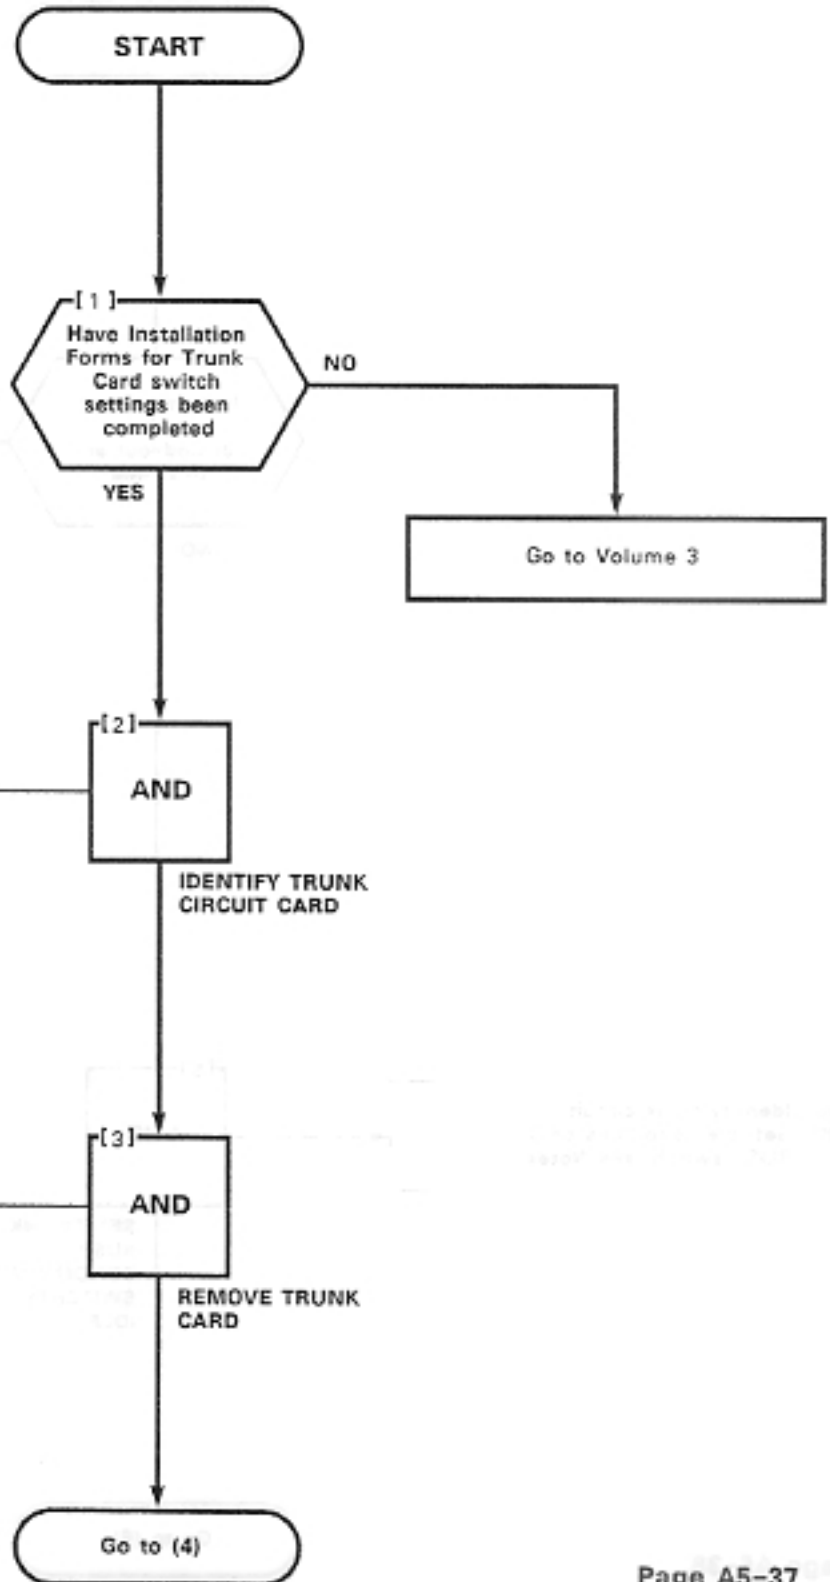 START
[1]
Have Installation
Forms for Trunk
Card switch
settings been
completed
NO
YES
Go to Volume 3
[2]
AND
IDENTIFY TRUNK
CIRCUIT CARD
[3]
AND
REMOVE TRUNK
CARD
Go to (4)
Page A5-37